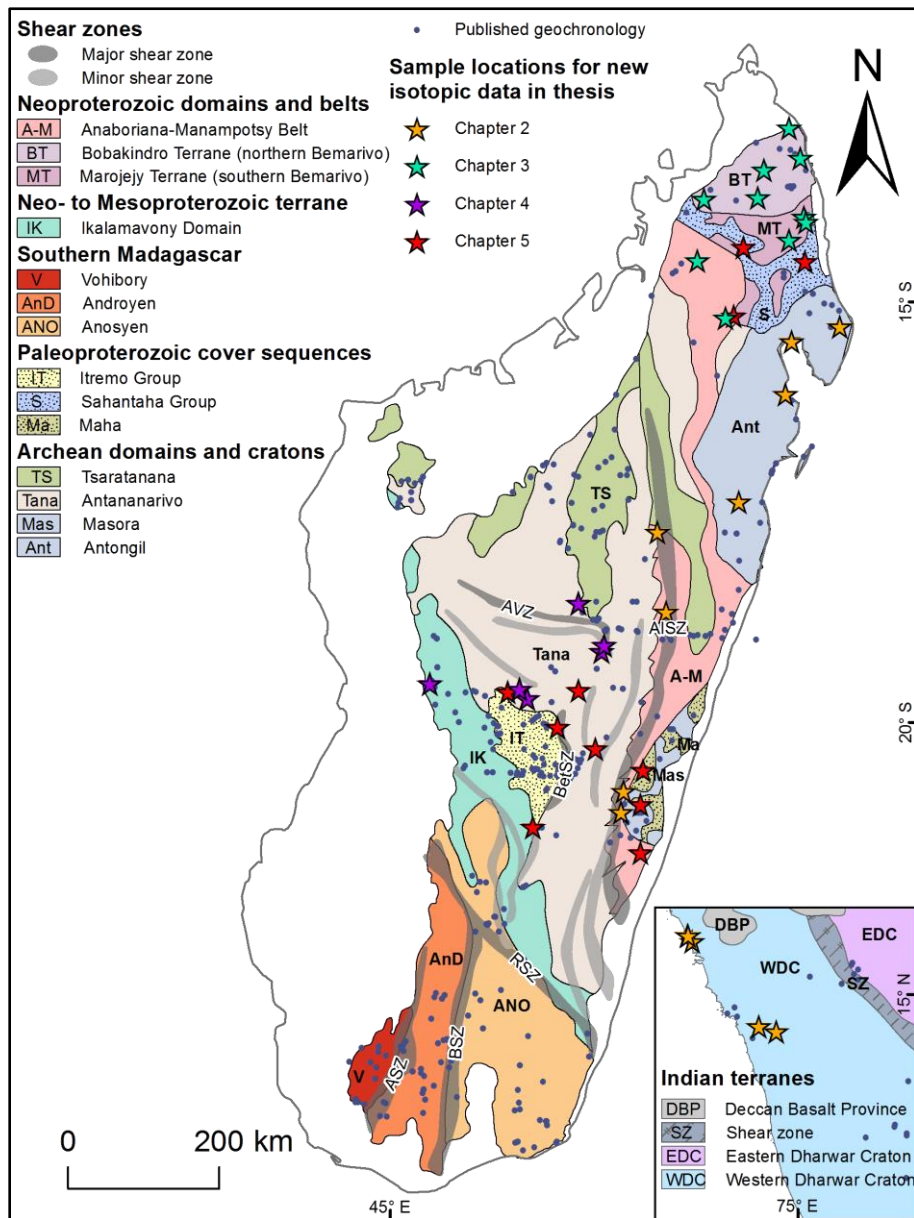 Shear zones
Major shear zone
Minor shear zone
Neoproterozoic domains and belts
A-M Anaboriana-Manampotsy Belt
BT Bobakindro Terrane (northern Bemarivo)
MT Marojejy Terrane (southern Bemarivo)
Neo- to Mesoproterozoic terrane
IK Ikalamavony Domain
Southern Madagascar
V Vohibory
AnD Androyen
ANO Anosyen
Paleoproterozoic cover sequences
IT Itremo Group
S Sahantaha Group
Ma Maha
Archean domains and cratons
TS Tsaratanana
Tana Antananarivo
Mas Masora
Ant Antongil
Published geochronology
Sample locations for new
isotopic data in thesis
Chapter 2
Chapter 3
Chapter 4
Chapter 5
N
BT
MT
S
15° S
Ant
TS
AVZ
AISZ
Tana
A-M
20° S
IT
Ma
IK
BetSZ
Mas
AnD
RSZ
ANO
BSZ
V
ASZ
0 200 km
45° E
DBP
EDC
WDC
SZ
15° N
Indian terranes
DBP Deccan Basalt Province
SZ Shear zone
EDC Eastern Dharwar Craton
WDC Western Dharwar Craton
75° E